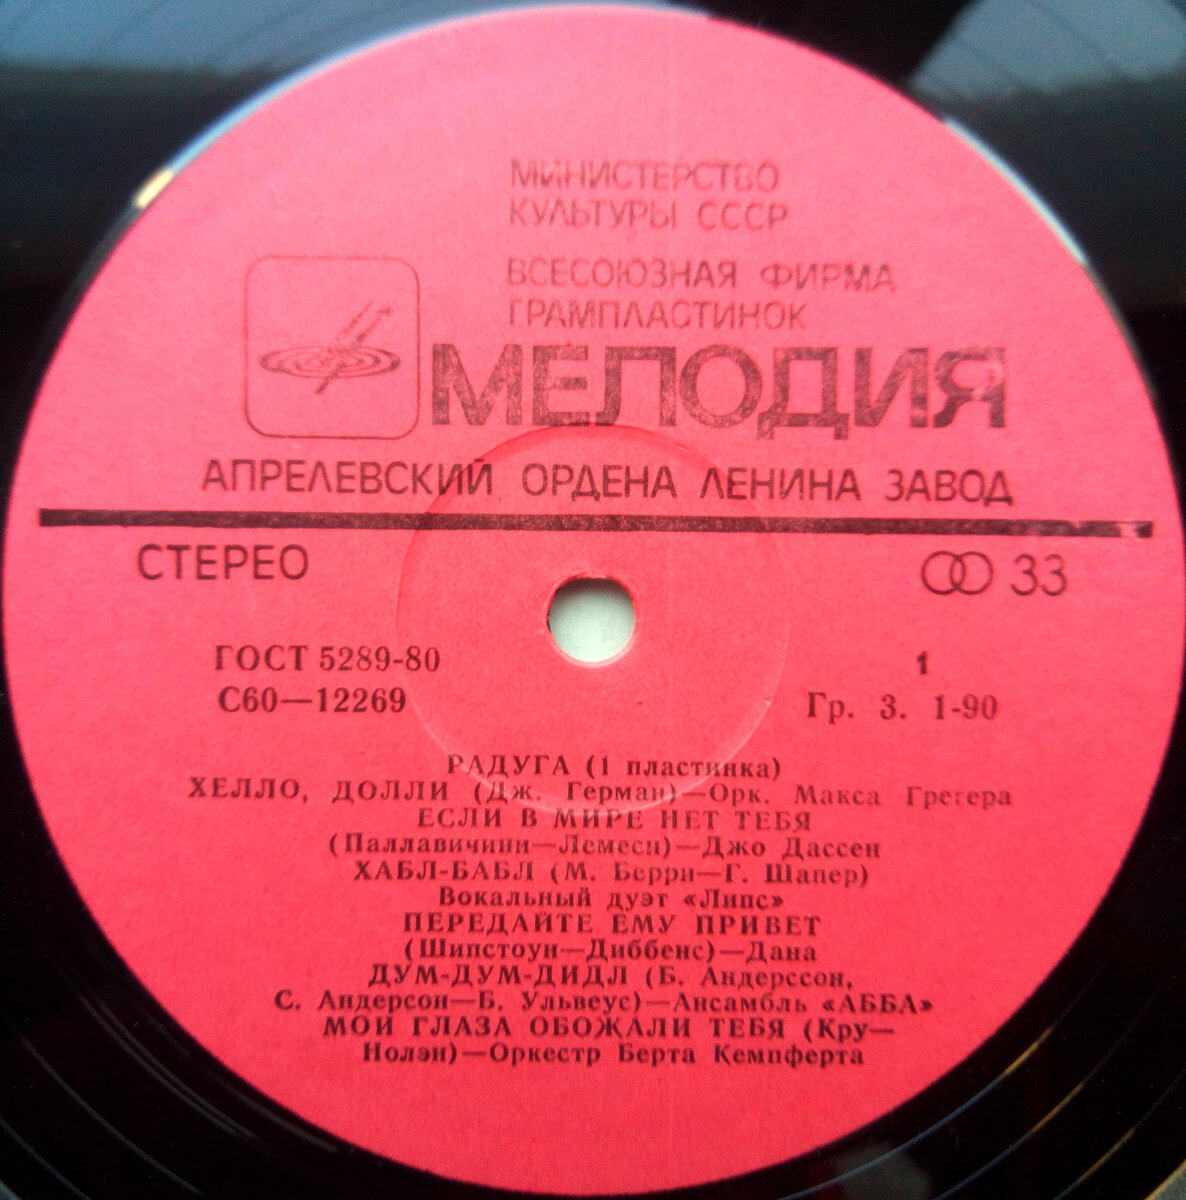 МИНИСТЕРСТВО
КУЛЬТУРЫ СССР
ВСЕСОЮЗНАЯ ФИРМА
ГРАМПЛАСТИНОК
МЕЛОДИЯ
АПРЕЛЕВСКИЙ ОРДЕНА ЛЕНИНА ЗАВОД
СТЕРЕО 33
ГОСТ 5289-80 1
С60—12269 Гр. 3. 1-90
РАДУГА (1 пластинка)
ХЕЛЛО, ДОЛЛИ (Дж. Герман)—Орк. Макса Грегера
ЕСЛИ В МИРЕ НЕТ ТЕБЯ
(Паллавичини—Лемеси)—Джо Дассен
ХАБЛ-БАБЛ (М. Берри—Г. Шапер)
Вокальный дуэт «Липс»
ПЕРЕДАЙТЕ ЕМУ ПРИВЕТ
(Шипстоун—Диббенс)—Дана
ДУМ-ДУМ-ДИДЛ (Б. Андерссон,
С. Андерсон—Б. Ульвеус)—Ансамбль «АББА»
МОИ ГЛАЗА ОБОЖАЛИ ТЕБЯ (Кру—
Нолэн)—Оркестр Берта Кемпферта